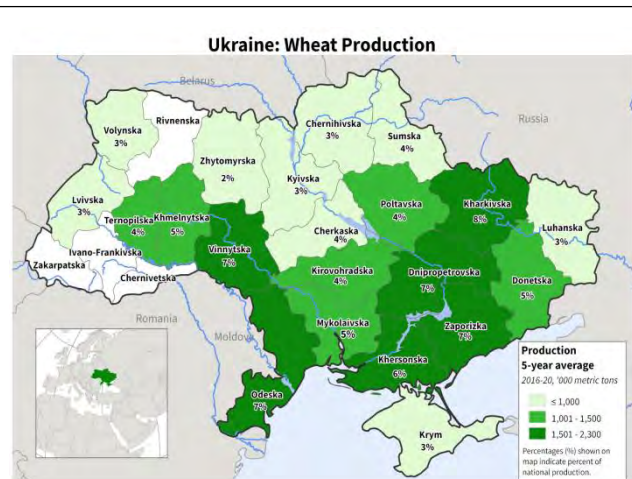 Ukraine: Wheat Production
Belarus
Russia
Romania
Moldov
Rivnenska
Volynska
3%
Chernihivska
3%
Sumska
4%
Zhytomyrska
2%
Kyivska
3%
Lvivska
3%
Ternopilska
4%
Khmelnytska
5%
Poltavska
4%
Kharkivska
8%
Luhanska
3%
Cherkaska
4%
Ivano-Frankivska
Zakarpatska
Chernivetska
Vinnytska
7%
Kirovohradska
4%
Dnipropetrovska
7%
Donetska
5%
Mykolaivska
5%
Zaporizka
7%
Khersonska
6%
Odeska
7%
Krym
3%
Production
5-year average
2016-20, '000 metric tons
≤ 1,000
1,001 - 1,500
1,501 - 2,300
Percentages (%) shown on
map indicate percent of
national production.